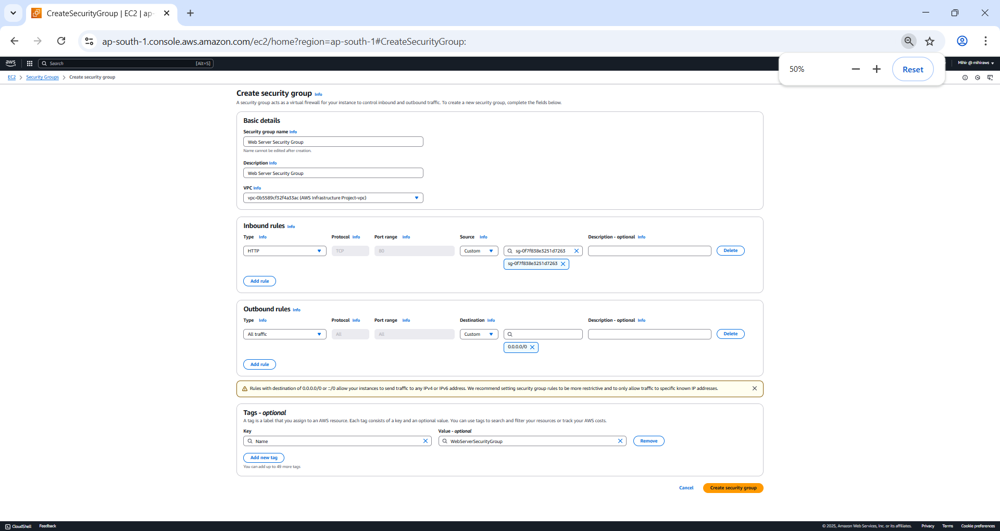 CreateSecurityGroup | EC2 | ap-
ap-south-1.console.aws.amazon.com/ec2/home?region=ap-south-1#CreateSecurityGroup:
aws Search [Alt+S] Mihir @ mihiraws
50% Reset
EC2 > Security Groups > Create security group
Create security group Info
A security group acts as a virtual firewall for your instance to control inbound and outbound traffic. To create a new security group, complete the fields below.
Basic details
Security group name Info
Web Server Security Group
Name cannot be edited after creation.
Description Info
Web Server Security Group
VPC Info
vpc-0b5589cf32f4a33ac (AWS Infrastructure Project-vpc)
Inbound rules Info
Type Info Protocol Info Port range Info Source Info Description - optional Info
HTTP TCP 80 Custom sg-0f7f838e3251d7263 Delete
sg-0f7f838e3251d7263
Add rule
Outbound rules Info
Type Info Protocol Info Port range Info Destination Info Description - optional Info
All traffic All All Custom Delete
0.0.0.0/0
Add rule
Rules with destination of 0.0.0.0/0 or ::/0 allow your instances to send traffic to any IPv4 or IPv6 address. We recommend setting security group rules to be more restrictive and to only allow traffic to specific known IP addresses.
Tags - optional
A tag is a label that you assign to an AWS resource. Each tag consists of a key and an optional value. You can use tags to search and filter your resources or track your AWS costs.
Key Value - optional
Name WebServerSecurityGroup Remove
Add new tag
You can add up to 49 more tags
Cancel Create security group
CloudShell Feedback © 2025, Amazon Web Services, Inc. or its affiliates. Privacy Terms Cookie preferences